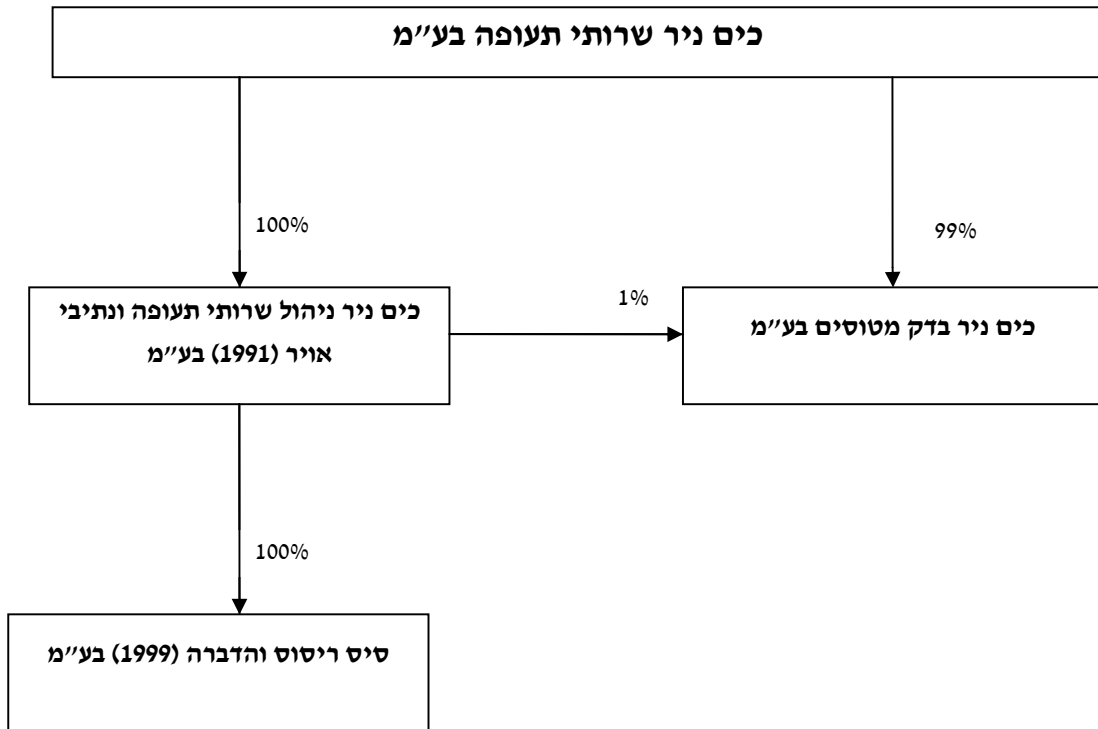 כים ניר שרותי תעופה בע״מ
100%
99%
כים ניר ניהול שרותי תעופה ונתיבי
אויר (1991) בע״מ
1%
כים ניר בדק מטוסים בע״מ
100%
סיס ריסוס והדברה (1999) בע״מ